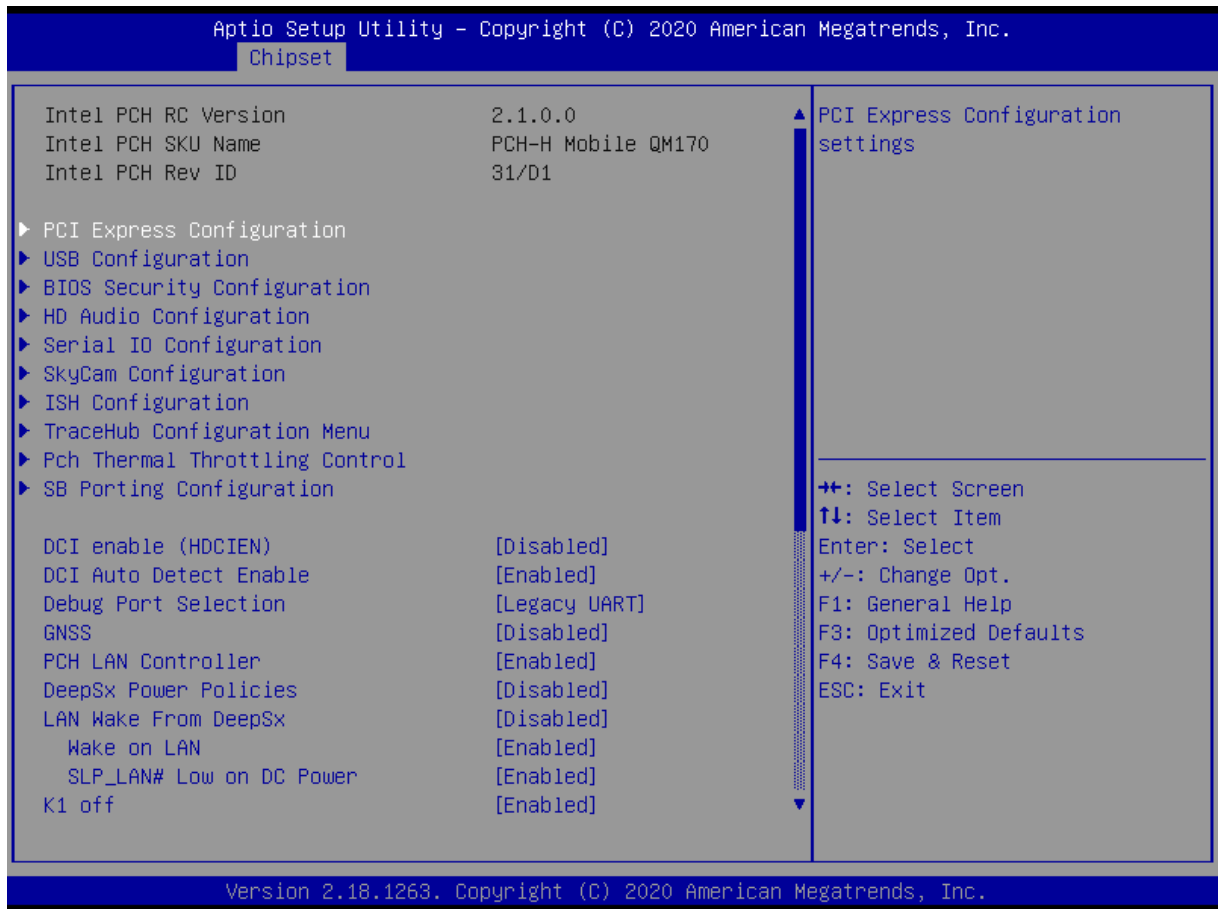 Aptio Setup Utility – Copyright (C) 2020 American Megatrends, Inc.
Chipset
Intel PCH RC Version 2.1.0.0
Intel PCH SKU Name PCH-H Mobile QM170
Intel PCH Rev ID 31/D1
▶ PCI Express Configuration
▶ USB Configuration
▶ BIOS Security Configuration
▶ HD Audio Configuration
▶ Serial IO Configuration
▶ SkyCam Configuration
▶ ISH Configuration
▶ TraceHub Configuration Menu
▶ Pch Thermal Throttling Control
▶ SB Porting Configuration
DCI enable (HDCIEN) [Disabled]
DCI Auto Detect Enable [Enabled]
Debug Port Selection [Legacy UART]
GNSS [Disabled]
PCH LAN Controller [Enabled]
DeepSx Power Policies [Disabled]
LAN Wake From DeepSx [Disabled]
Wake on LAN [Enabled]
SLP_LAN# Low on DC Power [Enabled]
K1 off [Enabled]
PCI Express Configuration
settings
→←: Select Screen
↑↓: Select Item
Enter: Select
+/-: Change Opt.
F1: General Help
F3: Optimized Defaults
F4: Save & Reset
ESC: Exit
Version 2.18.1263. Copyright (C) 2020 American Megatrends, Inc.